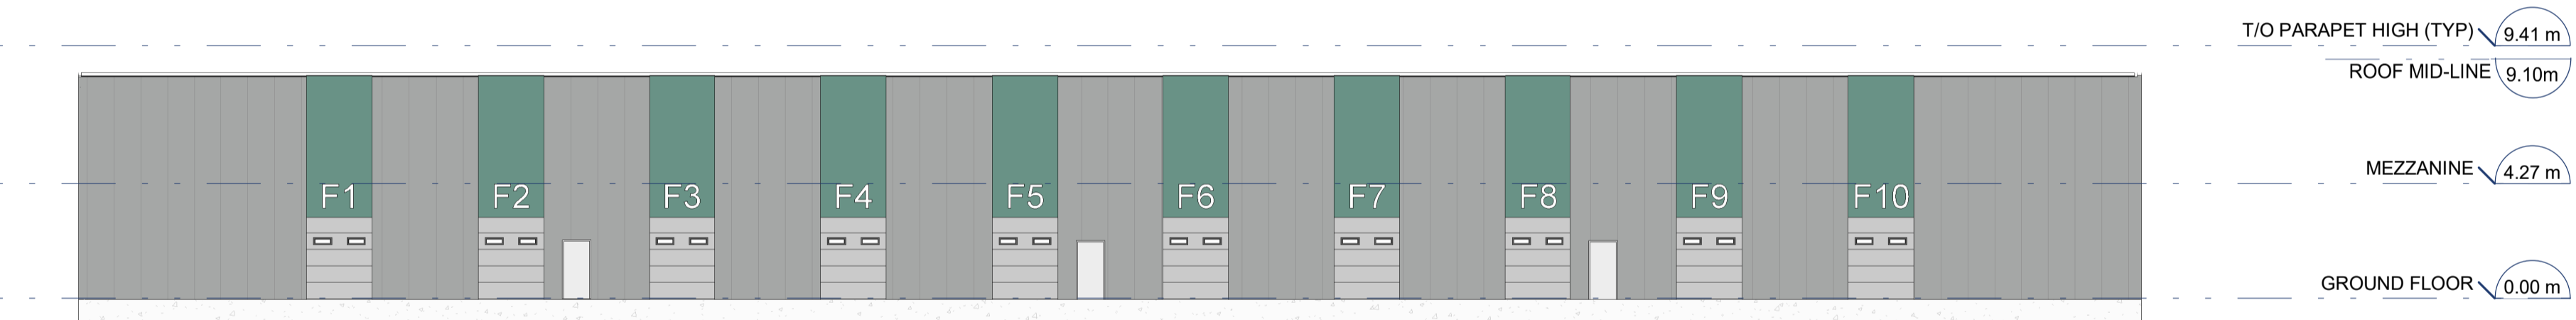 T/O PARAPET HIGH (TYP) 9.41 m
ROOF MID-LINE 9.10m
MEZZANINE 4.27 m
F1 F2 F3 F4 F5 F6 F7 F8 F9 F10
GROUND FLOOR 0.00 m